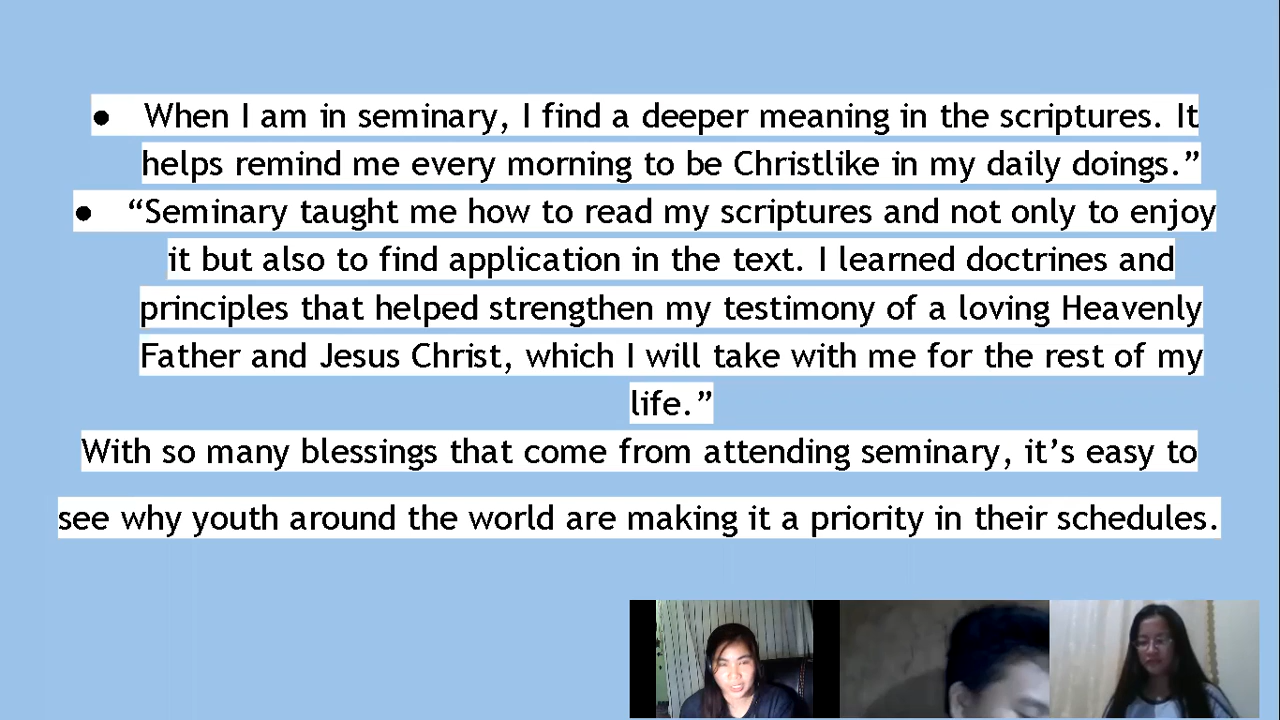 ● When I am in seminary, I find a deeper meaning in the scriptures. It
helps remind me every morning to be Christlike in my daily doings.”
● “Seminary taught me how to read my scriptures and not only to enjoy
it but also to find application in the text. I learned doctrines and
principles that helped strengthen my testimony of a loving Heavenly
Father and Jesus Christ, which I will take with me for the rest of my
life.”
With so many blessings that come from attending seminary, it’s easy to
see why youth around the world are making it a priority in their schedules.